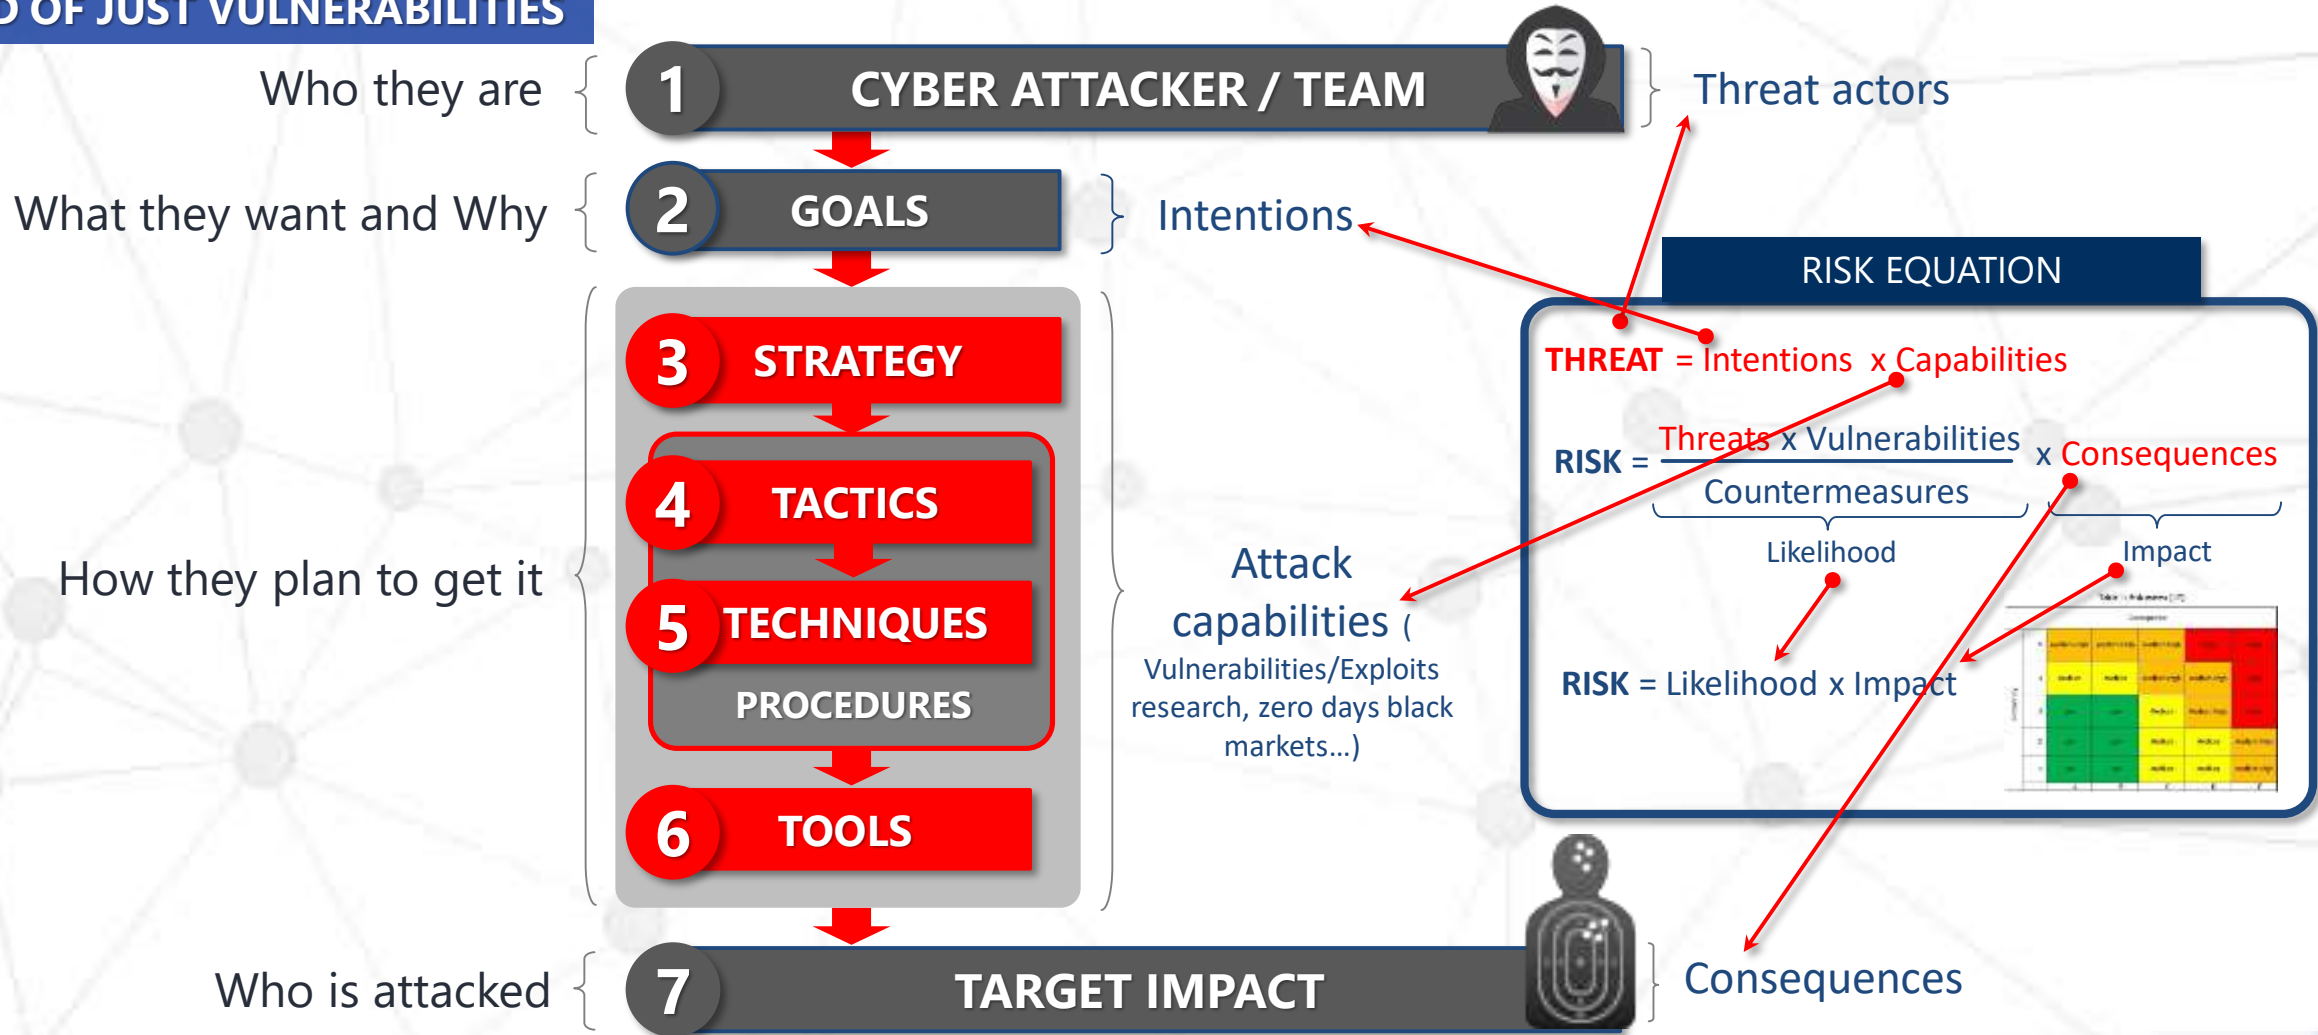 D OF JUST VULNERABILITIES
Who they are
1
CYBER ATTACKER / TEAM
Threat actors
What they want and Why
2
GOALS
Intentions
RISK EQUATION
THREAT = Intentions x Capabilities
RISK = Threats x Vulnerabilities
Countermeasures
x Consequences
Likelihood
Impact
RISK = Likelihood x Impact
How they plan to get it
3
STRATEGY
4
TACTICS
5
TECHNIQUES
PROCEDURES
6
TOOLS
Attack
capabilities (
Vulnerabilities/Exploits
research, zero days black
markets...)
Who is attacked
7
TARGET IMPACT
Consequences